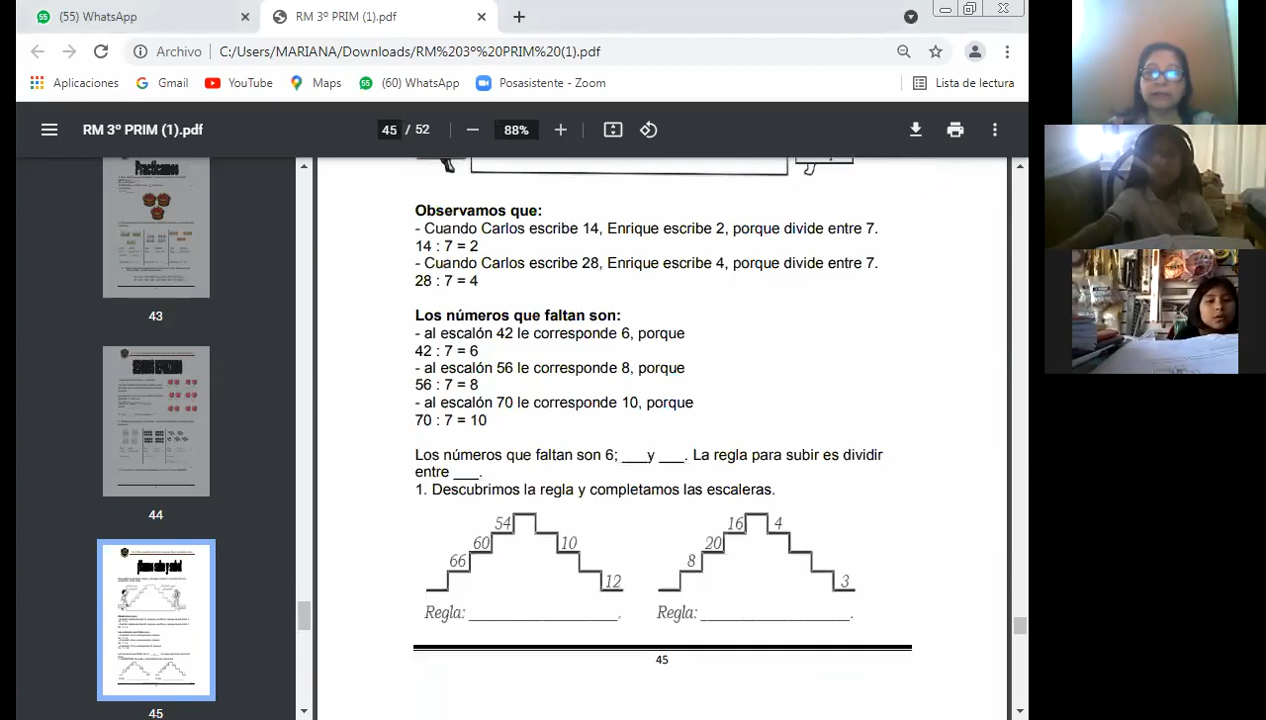 (55) WhatsApp
RM 3º PRIM (1).pdf
Archivo
C:/Users/MARIANA/Downloads/RM%203º%20PRIM%20(1).pdf
Aplicaciones
Gmail
YouTube
Maps
(60) WhatsApp
Posasistente - Zoom
Lista de lectura
RM 3º PRIM (1).pdf
45 / 52
88%
Practicamos
43
44
45
Observamos que:
- Cuando Carlos escribe 14, Enrique escribe 2, porque divide entre 7.
14 : 7 = 2
- Cuando Carlos escribe 28, Enrique escribe 4, porque divide entre 7.
28 : 7 = 4
Los números que faltan son:
- al escalón 42 le corresponde 6, porque
42 : 7 = 6
- al escalón 56 le corresponde 8, porque
56 : 7 = 8
- al escalón 70 le corresponde 10, porque
70 : 7 = 10
Los números que faltan son 6; ___y ___. La regla para subir es dividir
entre ___.
1. Descubrimos la regla y completamos las escaleras.
54
60 10
66
12
Regla: __________________.
16 4
20
8
3
Regla: __________________.
45